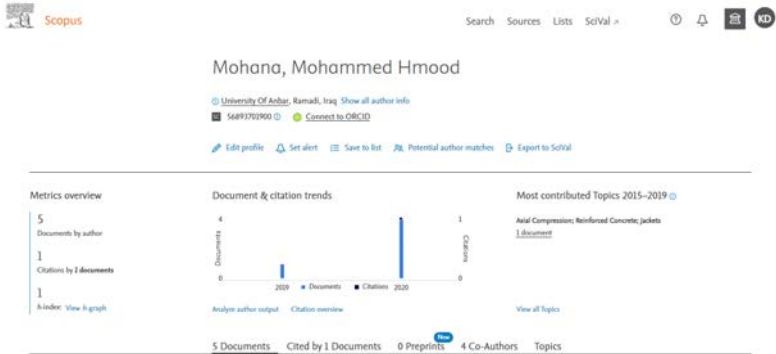 Scopus
Search Sources Lists SciVal ↗
KD
Mohana, Mohammed Hmood
University Of Anbar, Ramadi, Iraq Show all author info
56893701900 Connect to ORCID
Edit profile Set alert Save to list Potential author matches Export to SciVal
Metrics overview
5
Documents by author
1
Citations by 1 documents
1
h-index: View h-graph
Document & citation trends
4
1
Documents
Citations
0
0
2019 Documents Citations 2020
Analyze author output Citation overview
Most contributed Topics 2015–2019
Axial Compression; Reinforced Concrete; Jackets
1 document
View all Topics
New
5 Documents Cited by 1 Documents 0 Preprints 4 Co-Authors Topics